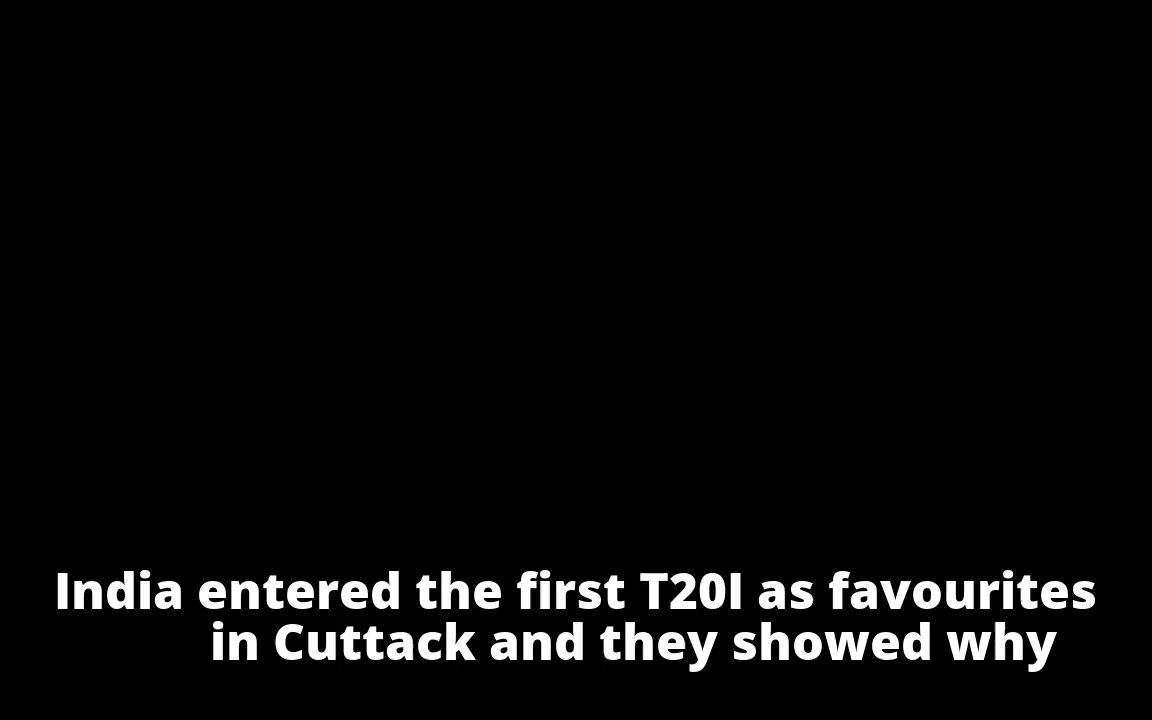 India entered the first T20I as favourites
in Cuttack and they showed why